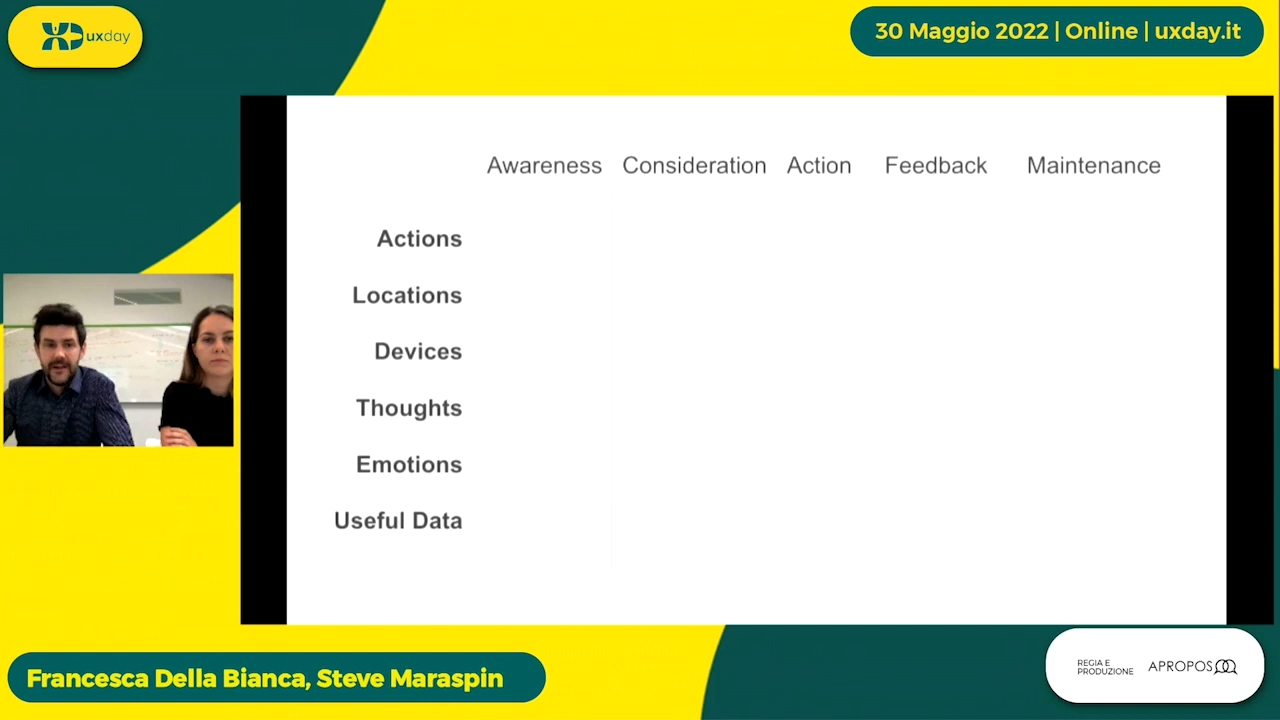 uxday
30 Maggio 2022 | Online | uxday.it
Awareness Consideration Action Feedback Maintenance
Actions
Locations
Devices
Thoughts
Emotions
Useful Data
Francesca Della Bianca, Steve Maraspin
REGIA E
PRODUZIONE
APROPOS